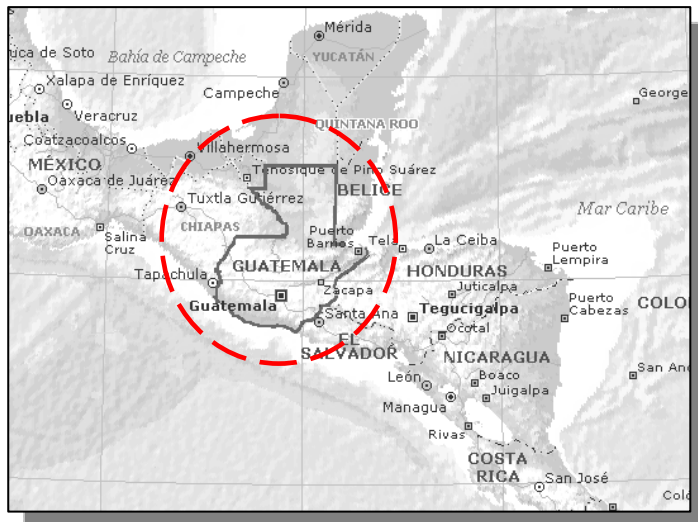 Mérida
uca de Soto
Bahía de Campeche
YUCATÁN
Xalapa de Enríquez
Campeche
George
uebla
Veracruz
QUINTANA ROO
Coatzacoalcos
Villahermosa
MÉXICO
Tenosique de Pino Suárez
Oaxaca de Juárez
BELICE
Tuxtla Gutiérrez
Mar Caribe
OAXACA
Salina
Cruz
CHIAPAS
Puerto
Barrios
Tela
La Ceiba
Puerto
Lempira
Tapachula
GUATEMALA
HONDURAS
Zacapa
Juticalpa
Guatemala
Puerto
Cabezas
COLO
Santa Ana
Tegucigalpa
Ocotal
EL
SALVADOR
NICARAGUA
León
Boaco
San An
Juigalpa
Managua
Rivas
COSTA
RICA
San José
Colo